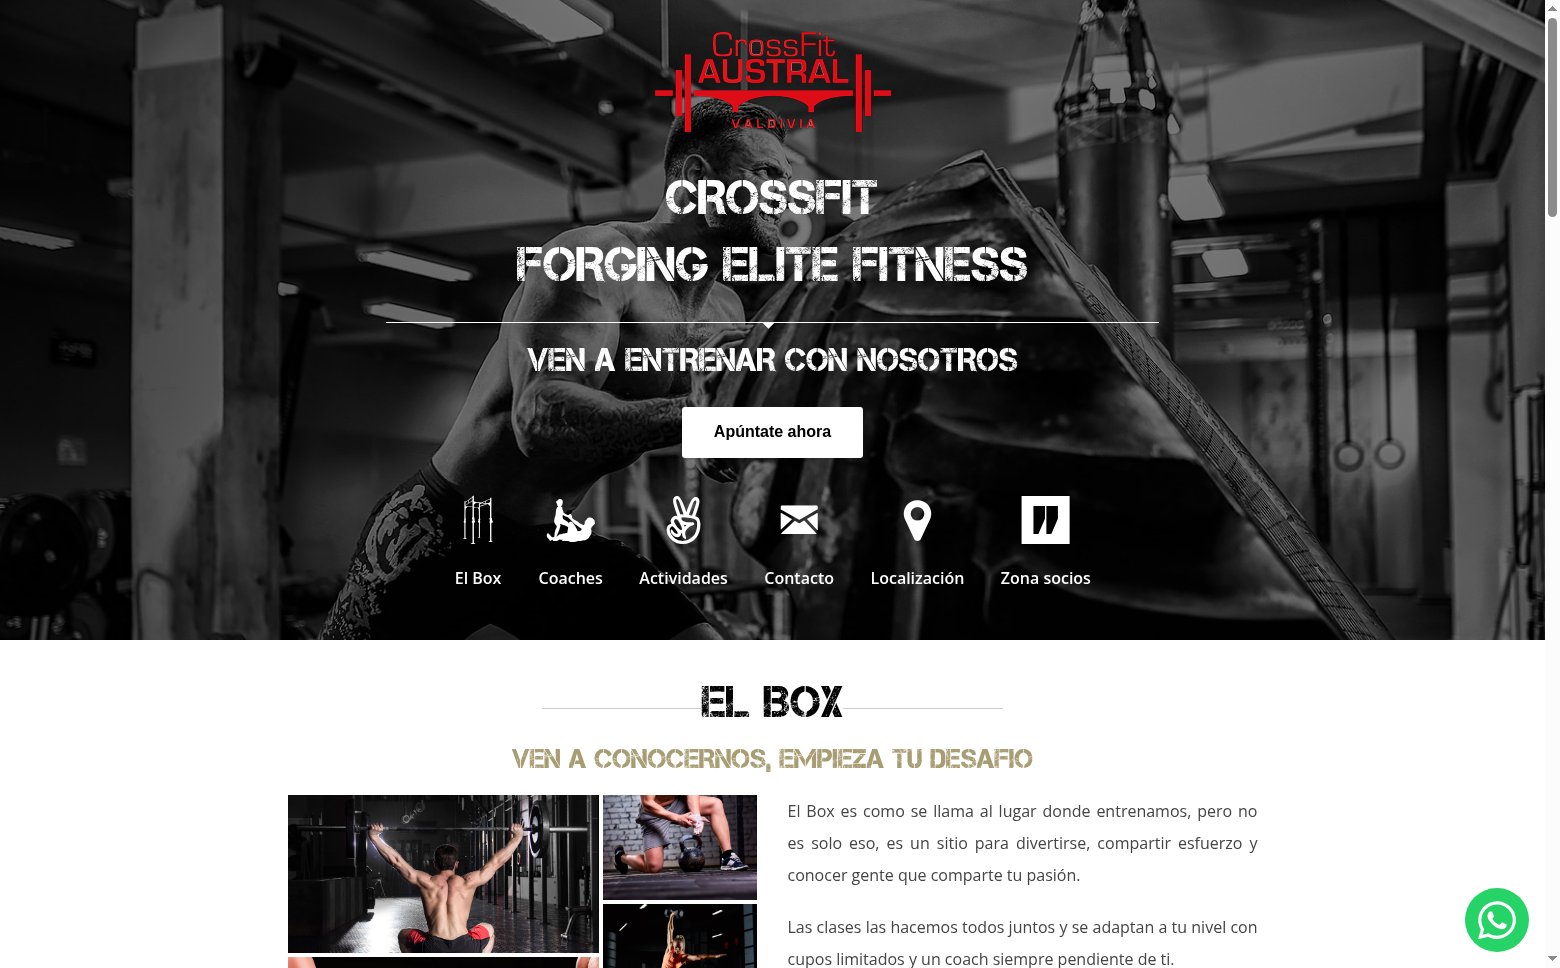 CrossFit
AUSTRAL
VALDIVIA
CROSSFIT
FORGING ELITE FITNESS
VEN A ENTRENAR CON NOSOTROS
Apúntate ahora
El Box
Coaches
Actividades
Contacto
Localización
Zona socios
EL BOX
VEN A CONOCERNOS, EMPIEZA TU DESAFIO
El Box es como se llama al lugar donde entrenamos, pero no
es solo eso, es un sitio para divertirse, compartir esfuerzo y
conocer gente que comparte tu pasión.
Las clases las hacemos todos juntos y se adaptan a tu nivel con
cupos limitados y un coach siempre pendiente de ti.